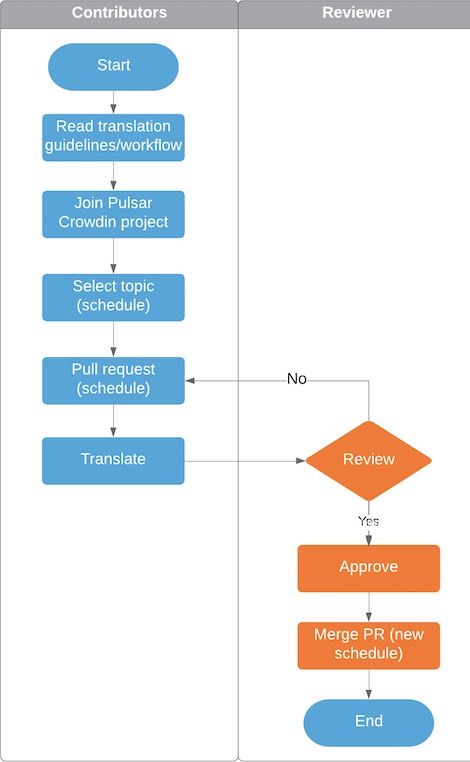 Contributors
Reviewer
Start
Read translation
guidelines/workflow
Join Pulsar
Crowdin project
Select topic
(schedule)
Pull request
(schedule)
No
Translate
Review
Yes
Approve
Merge PR (new
schedule)
End